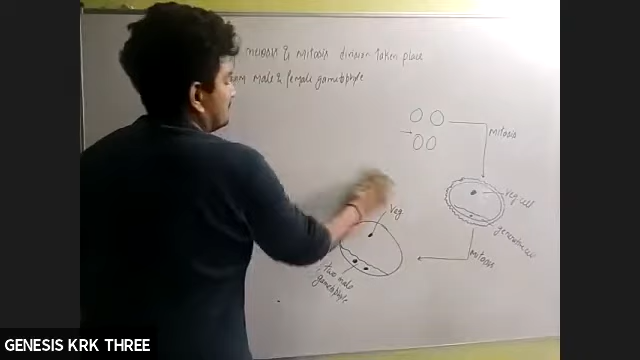 meiosis & mitosis division taken place
male & female gametophyte
mitosis
veg cell
generative cell
mitosis
veg
two male
gametophyte
GENESIS KRK THREE